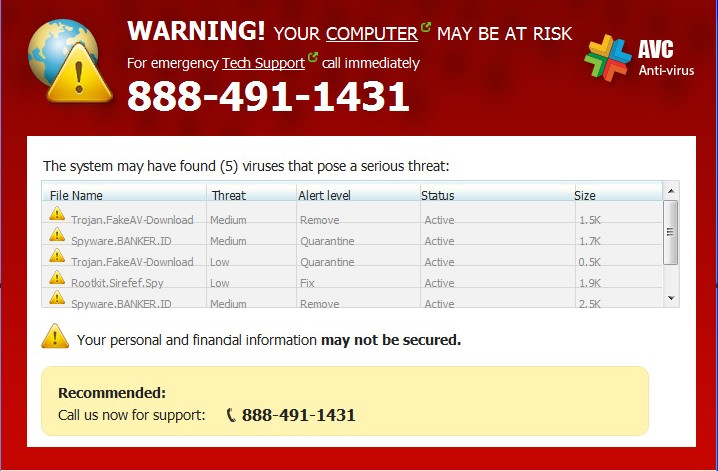 WARNING! YOUR COMPUTER MAY BE AT RISK
For emergency Tech Support call immediately
888-491-1431
AVC
Anti-virus
The system may have found (5) viruses that pose a serious threat:
File Name Threat Alert level Status Size
Trojan.FakeAV-Download Medium Remove Active 1.5K
Spyware.BANKER.ID Medium Quarantine Active 1.7K
Trojan.FakeAV-Download Low Quarantine Active 0.5K
Rootkit.Sirefef.Spy Low Fix Active 1.9K
Spyware.BANKER.ID Medium Remove Active 2.5K
Your personal and financial information may not be secured.
Recommended:
Call us now for support: 888-491-1431